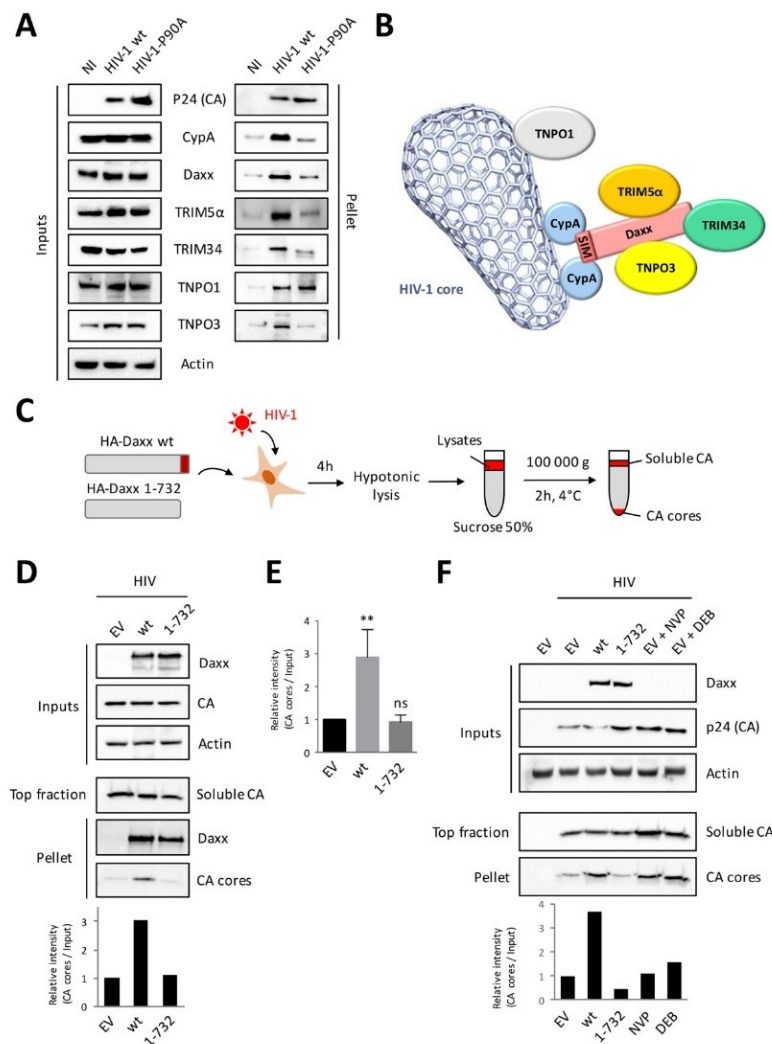 A
NI HIV-1 wt HIV-1-P90A NI HIV-1 wt HIV-1-P90A
P24 (CA)
CypA
Daxx
TRIM5α
TRIM34
TNPO1
TNPO3
Actin
Inputs
Pellet
B
TNPO1
TRIM5α
CypA
SIM
Daxx
TRIM34
CypA
TNPO3
HIV-1 core
C
HIV-1
HA-Daxx wt
HA-Daxx 1-732
4h
Hypotonic
lysis
Lysates
Sucrose 50%
100 000 g
2h, 4°C
Soluble CA
CA cores
D
HIV
EV wt 1-732
Inputs
Daxx
CA
Actin
Top fraction
Soluble CA
Pellet
Daxx
CA cores
Relative intensity
(CA cores / Input)
3
2
1
0
EV wt 1-732
E
Relative intensity
(CA cores / Input)
4
3
2
1
0
**
ns
EV wt 1-732
F
HIV
EV EV wt 1-732 EV + NVP EV + DEB
Inputs
Daxx
p24 (CA)
Actin
Top fraction
Soluble CA
Pellet
CA cores
Relative intensity
(CA cores / Input)
4
3
2
1
0
EV wt 1-732 NVP DEB